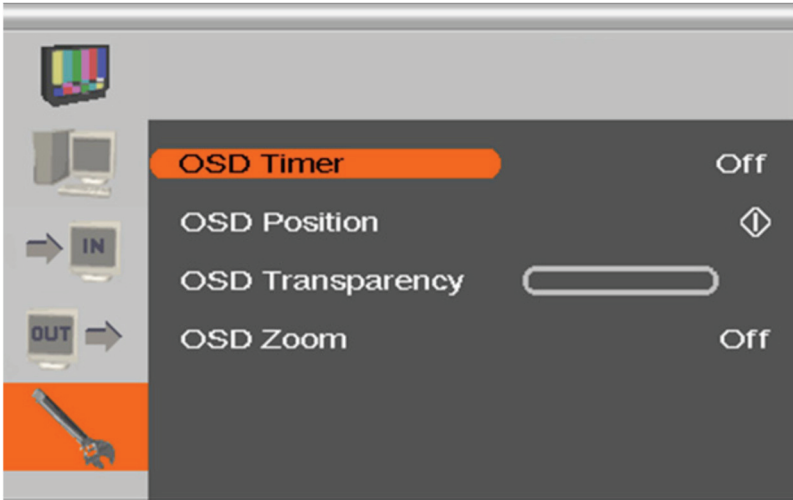 OSD Timer Off
OSD Position
IN
OSD Transparency
OUT
OSD Zoom Off